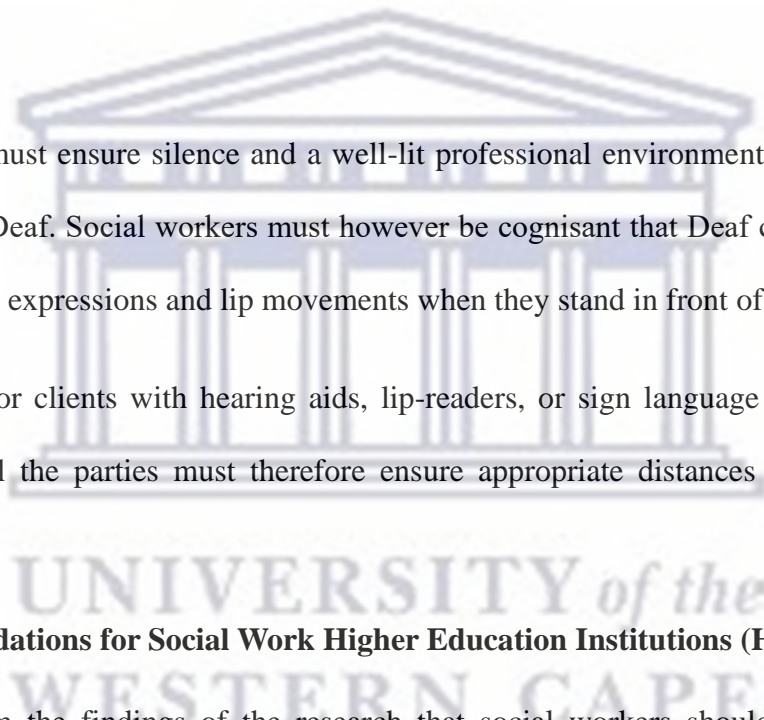 must ensure silence and a well-lit professional environment
Deaf. Social workers must however be cognisant that Deaf
expressions and lip movements when they stand in front of
or clients with hearing aids, lip-readers, or sign language
the parties must therefore ensure appropriate distances
UNIVERSITY of the
dations for Social Work Higher Education Institutions (H
WESTERN CAPE
the findings of the research that social workers should